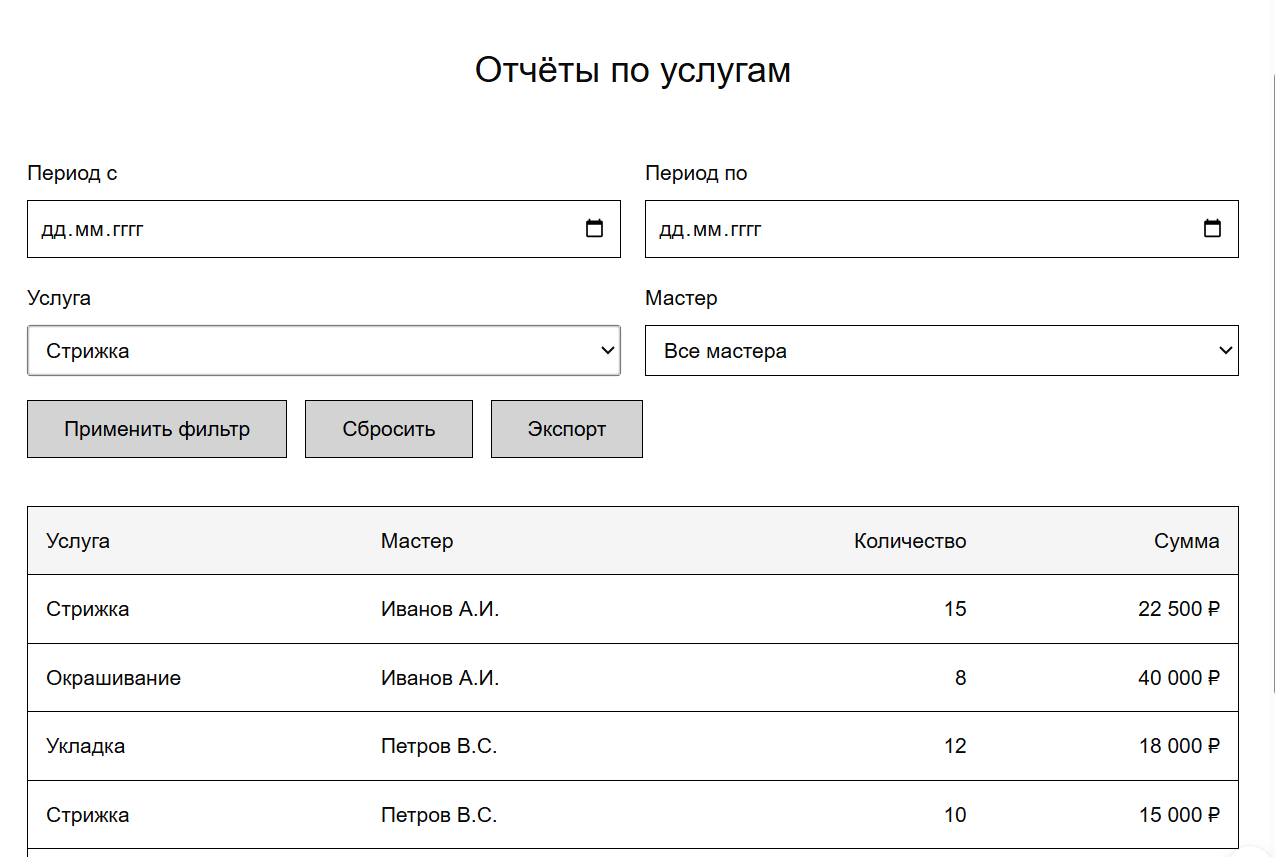 Отчёты по услугам
Период с Период по
дд.мм.гггг дд.мм.гггг
Услуга Мастер
Стрижка Все мастера
Применить фильтр Сбросить Экспорт
Услуга Мастер Количество Сумма
Стрижка Иванов А.И. 15 22 500 ₽
Окрашивание Иванов А.И. 8 40 000 ₽
Укладка Петров В.С. 12 18 000 ₽
Стрижка Петров В.С. 10 15 000 ₽